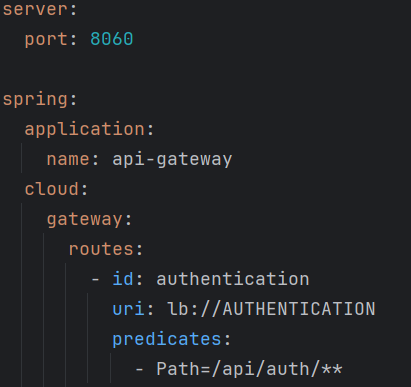 server:
  port: 8060

spring:
  application:
    name: api-gateway
  cloud:
    gateway:
      routes:
        - id: authentication
          uri: lb://AUTHENTICATION
          predicates:
            - Path=/api/auth/**